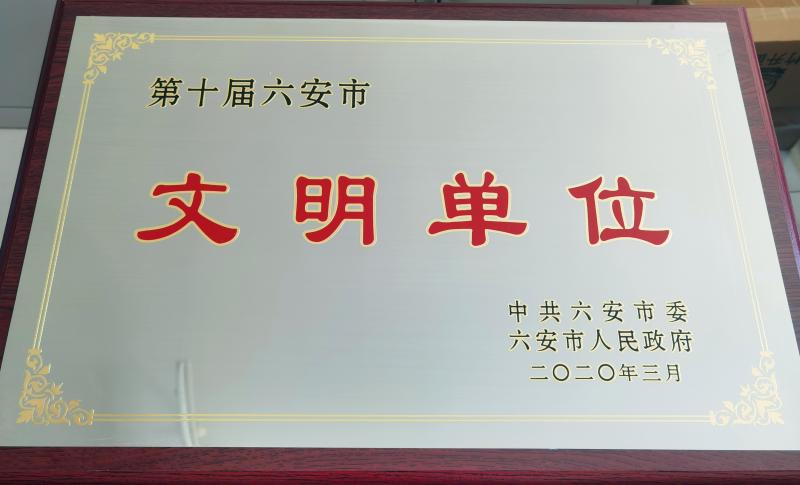 第十届六安市
文明单位
中共六安市委
六安市人民政府
二〇二〇年三月